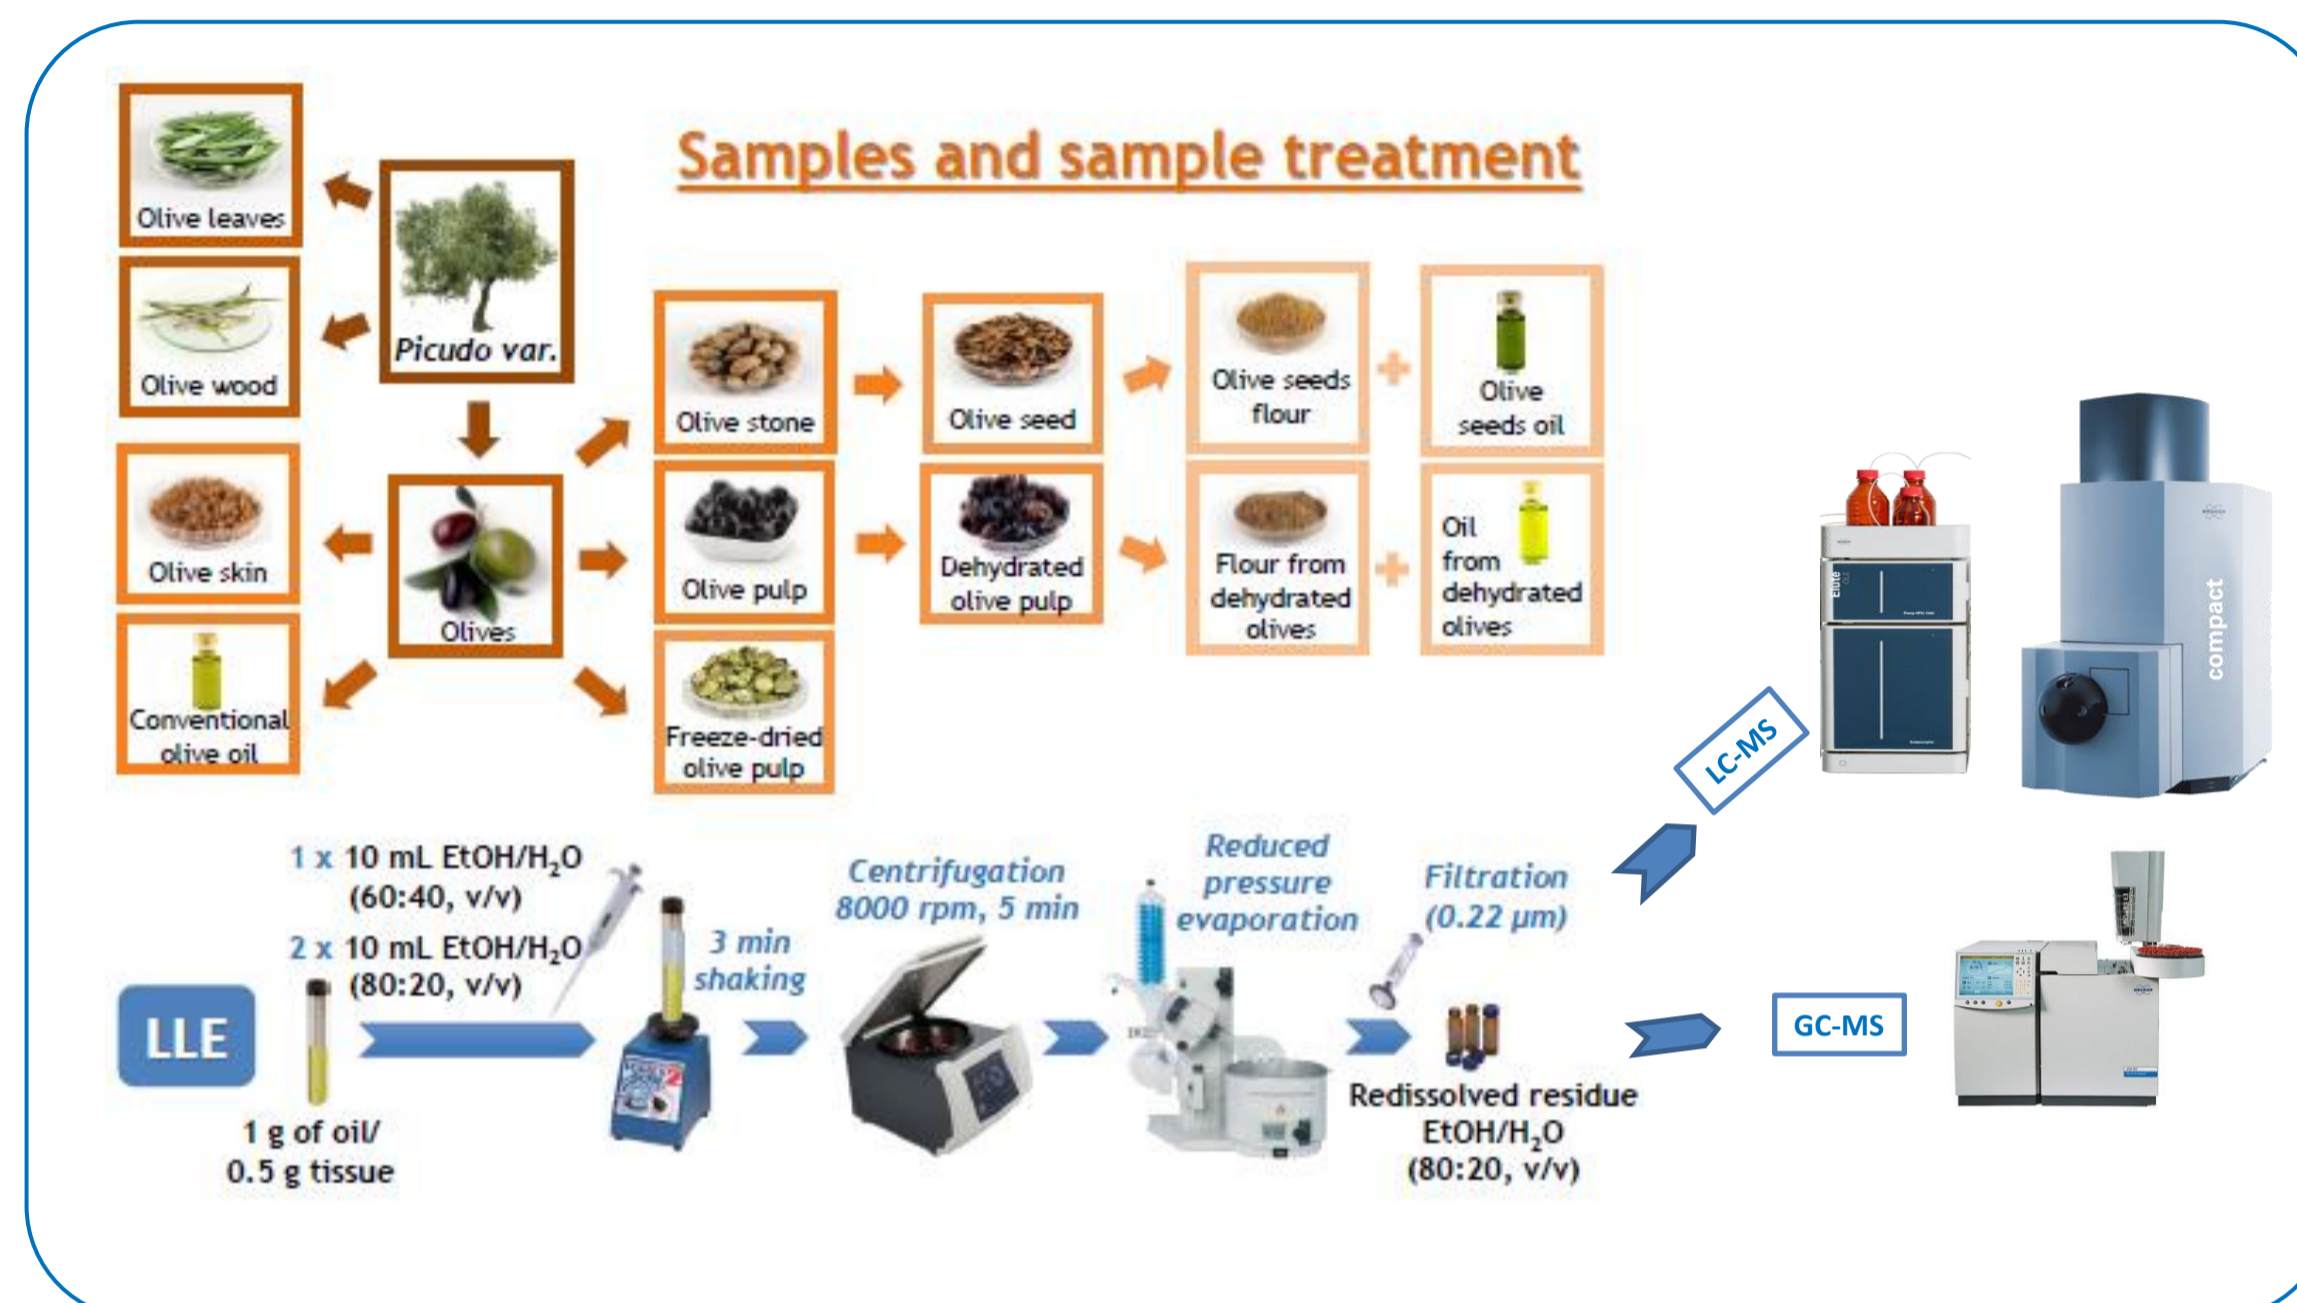 Samples and sample treatment
Olive leaves
Olive wood
Picudo var.
Olive skin
Conventional
olive oil
Olives
Olive stone
Olive pulp
Freeze-dried
olive pulp
Olive seed
Dehydrated
olive pulp
Olive seeds
flour
Olive
seeds oil
Flour from
dehydrated
olives
Oil
from
dehydrated
olives
LLE
1 g of oil/
0.5 g tissue
1 x 10 mL EtOH/H₂O
(60:40, v/v)
2 x 10 mL EtOH/H₂O
(80:20, v/v)
3 min
shaking
Centrifugation
8000 rpm, 5 min
Reduced
pressure
evaporation
Filtration
(0.22 µm)
Redissolved residue
EtOH/H₂O
(80:20, v/v)
LC-MS
Elute
compact
GC-MS